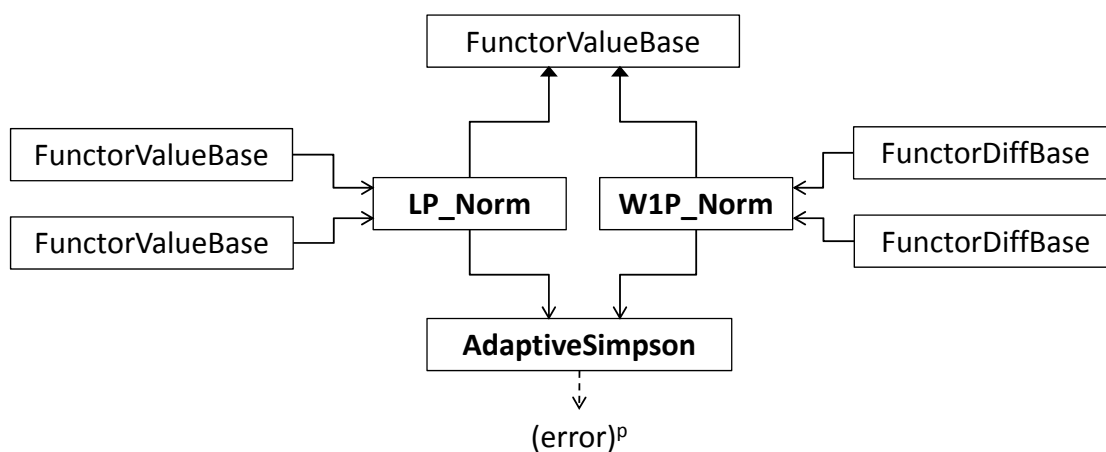 FunctorValueBase
FunctorValueBase
FunctorDiffBase
LP_Norm
W1P_Norm
FunctorValueBase
FunctorDiffBase
AdaptiveSimpson
(error)ᵖ